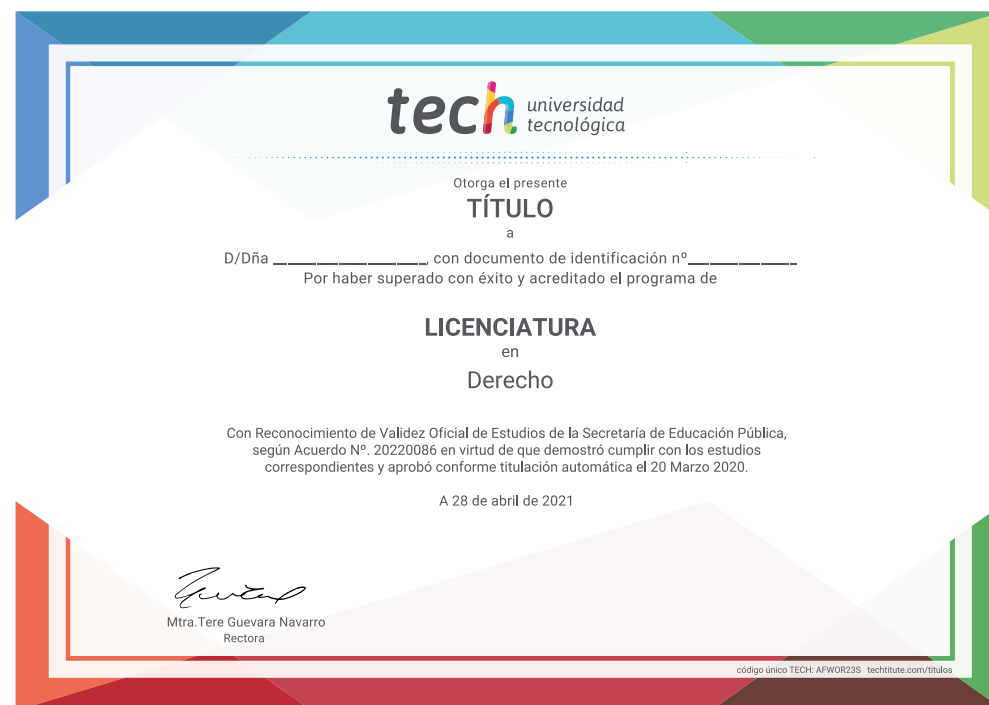 tech universidad
tecnológica
Otorga el presente
TÍTULO
a
D/Dña ____________________, con documento de identificación nº______________
Por haber superado con éxito y acreditado el programa de
LICENCIATURA
en
Derecho
Con Reconocimiento de Validez Oficial de Estudios de la Secretaría de Educación Pública,
según Acuerdo Nº. 20220086 en virtud de que demostró cumplir con los estudios
correspondientes y aprobó conforme titulación automática el 20 Marzo 2020.
A 28 de abril de 2021
Mtra.Tere Guevara Navarro
Rectora
código único TECH: AFWOR23S techtitute.com/titulos